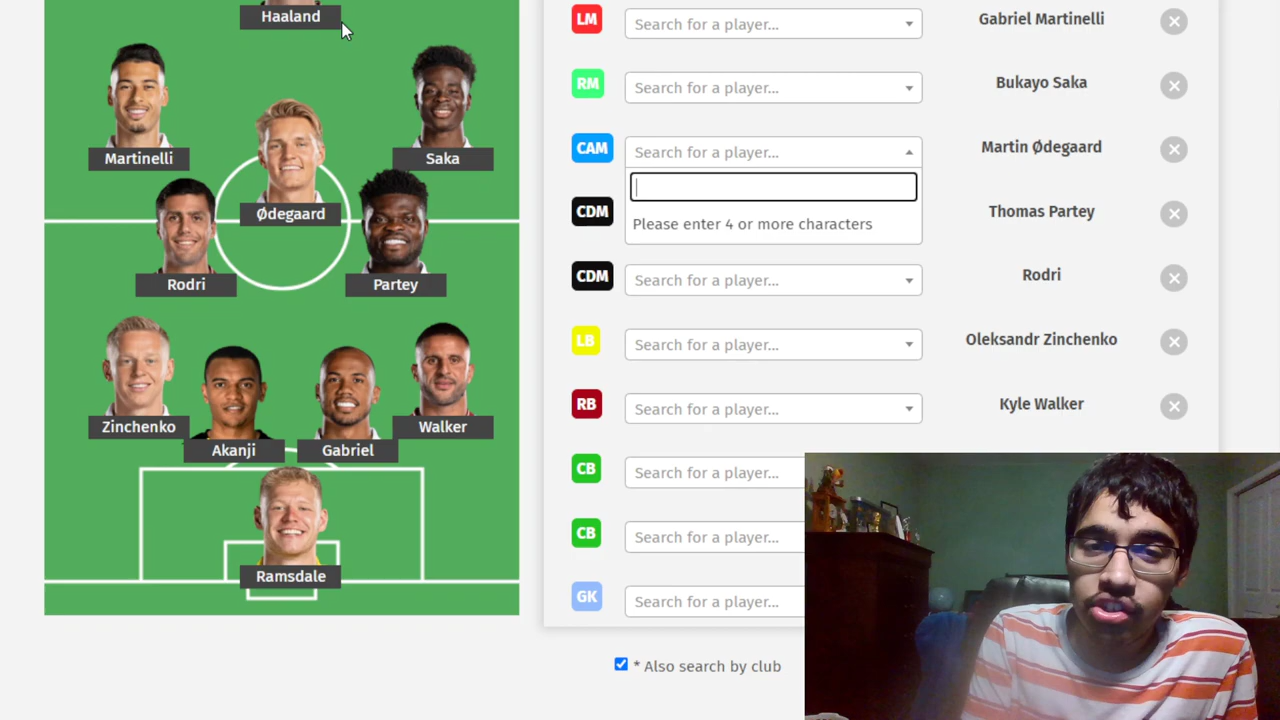 Haaland
Martinelli
Saka
Ødegaard
Rodri
Partey
Zinchenko
Walker
Akanji
Gabriel
Ramsdale
LM Search for a player... Gabriel Martinelli
RM Search for a player... Bukayo Saka
CAM Search for a player... Martin Ødegaard
Please enter 4 or more characters
CDM Thomas Partey
CDM Search for a player... Rodri
LB Search for a player... Oleksandr Zinchenko
RB Search for a player... Kyle Walker
CB Search for a player...
CB Search for a player...
GK Search for a player...
* Also search by club